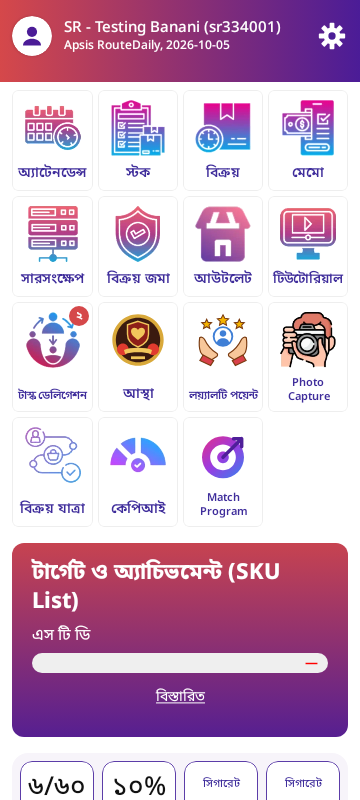 SR - Testing Banani (sr334001)
Apsis RouteDaily, 2026-10-05
অ্যাটেনডেন্স
স্টক
বিক্রয়
মেমো
সারসংক্ষেপ
বিক্রয় জমা
আউটলেট
টিউটোরিয়াল
২
টাস্ক ডেলিগেশন
আস্থা
লয়্যালটি পয়েন্ট
Photo
Capture
বিক্রয় যাত্রা
কেপিআই
Match
Program
টার্গেট ও অ্যাচিভমেন্ট (SKU
List)
এস টি ডি
বিস্তারিত
৬/৬০
১০%
সিগারেট
সিগারেট